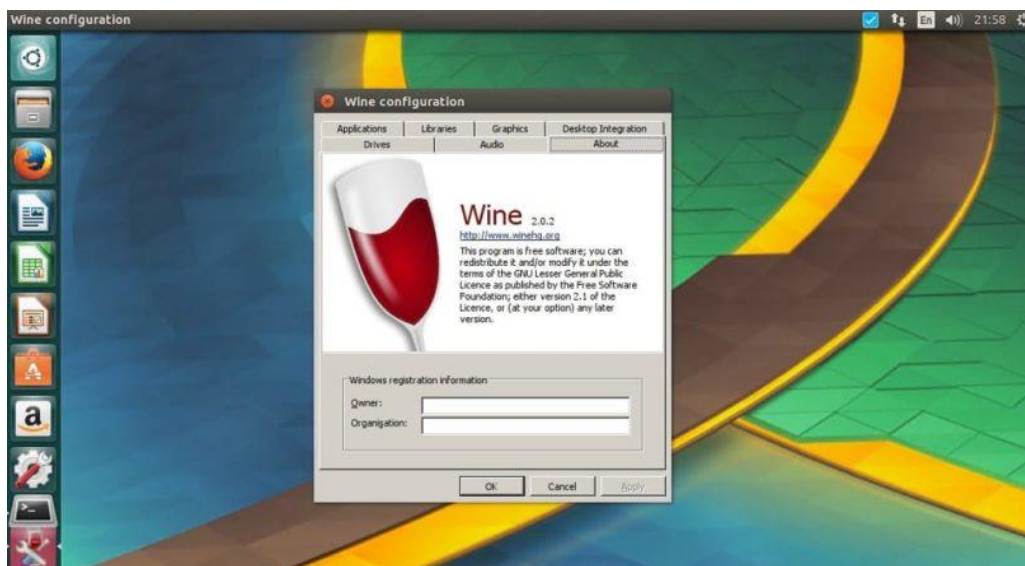 Wine configuration
En
21:58
Wine configuration
Applications Libraries Graphics Desktop Integration
Drives Audio About
Wine 2.0.2
http://www.winehq.org
This program is free software; you can
redistribute it and/or modify it under the
terms of the GNU Lesser General Public
Licence as published by the Free Software
Foundation; either version 2.1 of the
Licence, or (at your option) any later
version.
Windows registration information
Owner:
Organisation:
a
OK Cancel Apply